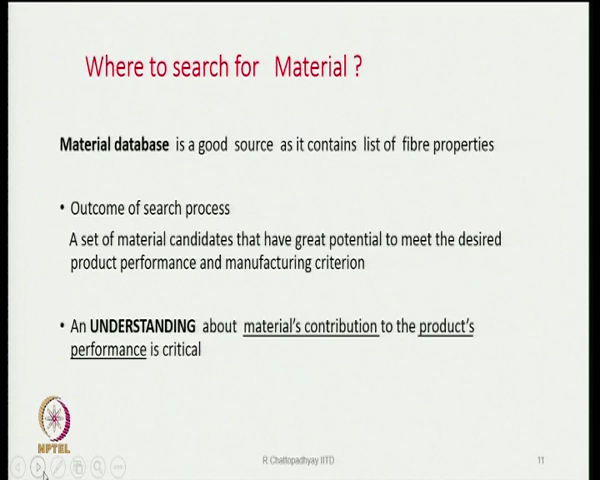 Where to search for Material ?
Material database is a good source as it contains list of fibre properties
• Outcome of search process
A set of material candidates that have great potential to meet the desired
product performance and manufacturing criterion
• An UNDERSTANDING about material's contribution to the product's
performance is critical
NPTEL
R Chattopadhyay IITD
11